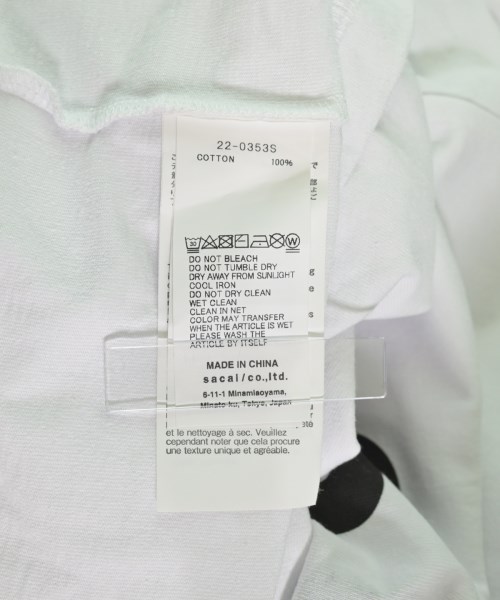 22-0353S
COTTON 100%
30 W
DO NOT BLEACH
DO NOT TUMBLE DRY
DRY AWAY FROM SUNLIGHT
COOL IRON
DO NOT DRY CLEAN
WET CLEAN
CLEAN IN NET
COLOR MAY TRANSFER
WHEN THE ARTICLE IS WET
PLEASE WASH THE
ARTICLE BY ITSELF
MADE IN CHINA
sacai/co.,ltd.
6-11-1 Minamiaoyama,
Minato-ku, Tokyo, Japan
et le nettoyage à sec. Veuillez
cependant noter que cela procure
une texture unique et agréable.